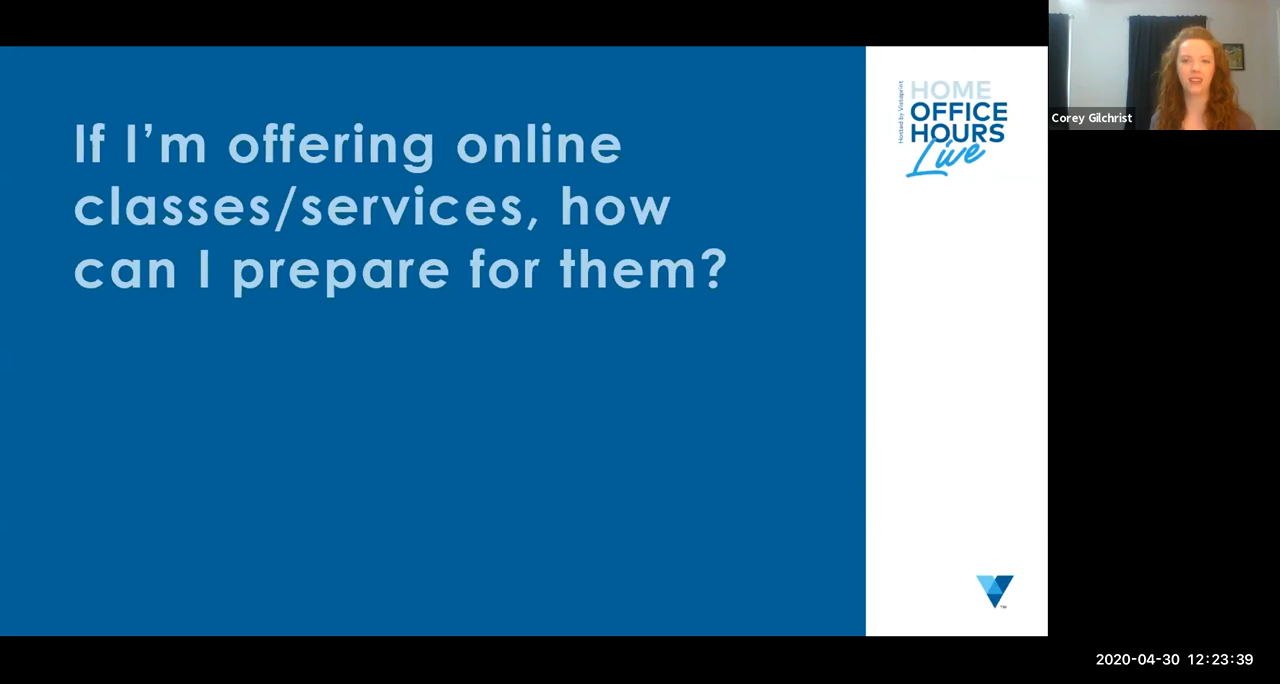 If I’m offering online
classes/services, how
can I prepare for them?
Hosted by Vistaprint
HOME
OFFICE
HOURS
Live
Corey Gilchrist
TM
2020-04-30 12:23:39